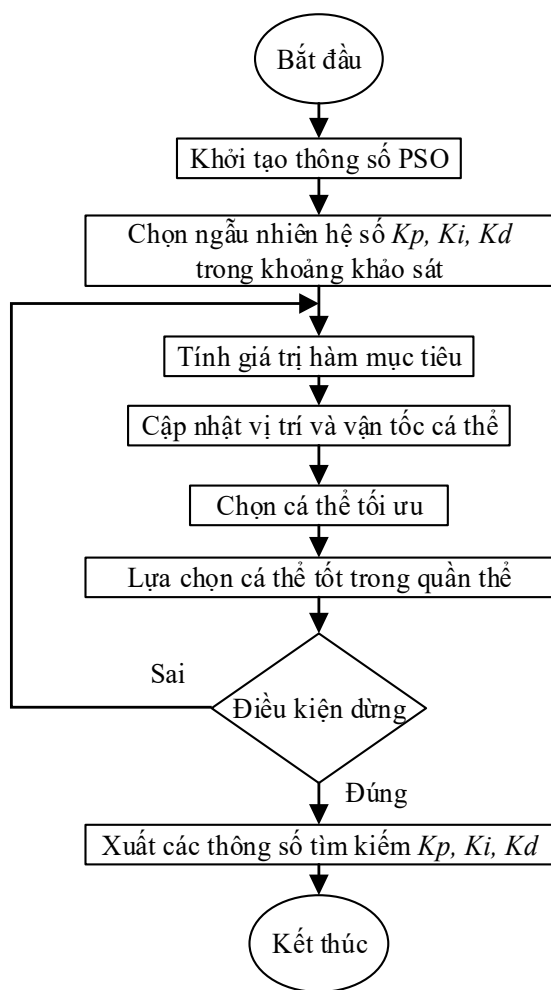 Bắt đầu
Khởi tạo thông số PSO
Chọn ngẫu nhiên hệ số Kp, Ki, Kd
trong khoảng khảo sát
Tính giá trị hàm mục tiêu
Cập nhật vị trí và vận tốc cá thể
Chọn cá thể tối ưu
Lựa chọn cá thể tốt trong quần thể
Sai
Điều kiện dừng
Đúng
Xuất các thông số tìm kiếm Kp, Ki, Kd
Kết thúc